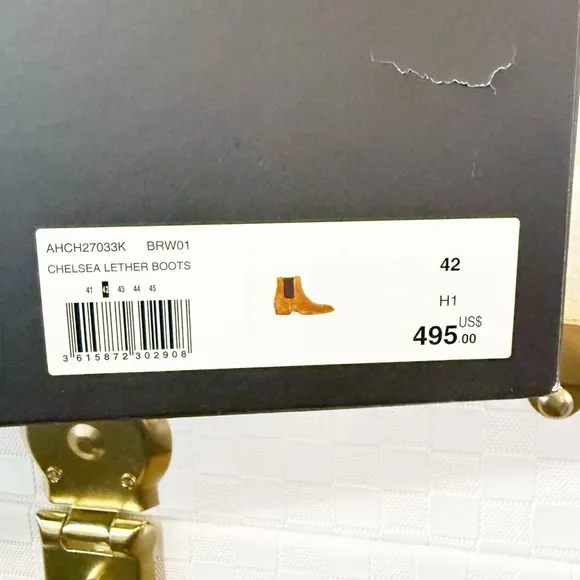 AHCH27033K BRW01
CHELSEA LETHER BOOTS
41 42 43 44 45
3 615872 302908
42
H1
US$
495.00